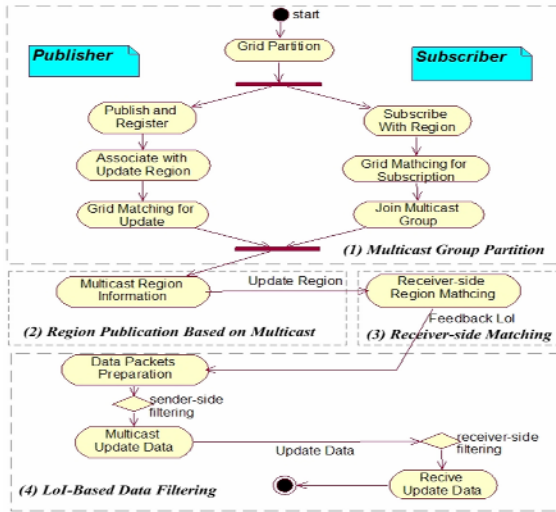 start
Grid Partition
Publisher
Subscriber
Publish and
Register
Subscribe
With Region
Associate with
Update Region
Grid Mathcing for
Subscription
Grid Matching for
Update
Join Multicast
Group
(1) Multicast Group Partition
Multicast Region
Information
Update Region
Receiver-side
Region Mathcing
(2) Region Publication Based on Multicast
Feedback LoI
(3) Receiver-side Matching
Data Packets
Preparation
sender-side
filtering
Multicast
Update Data
Update Data
receiver-side
filtering
Recive
Update Data
(4) LoI-Based Data Filtering